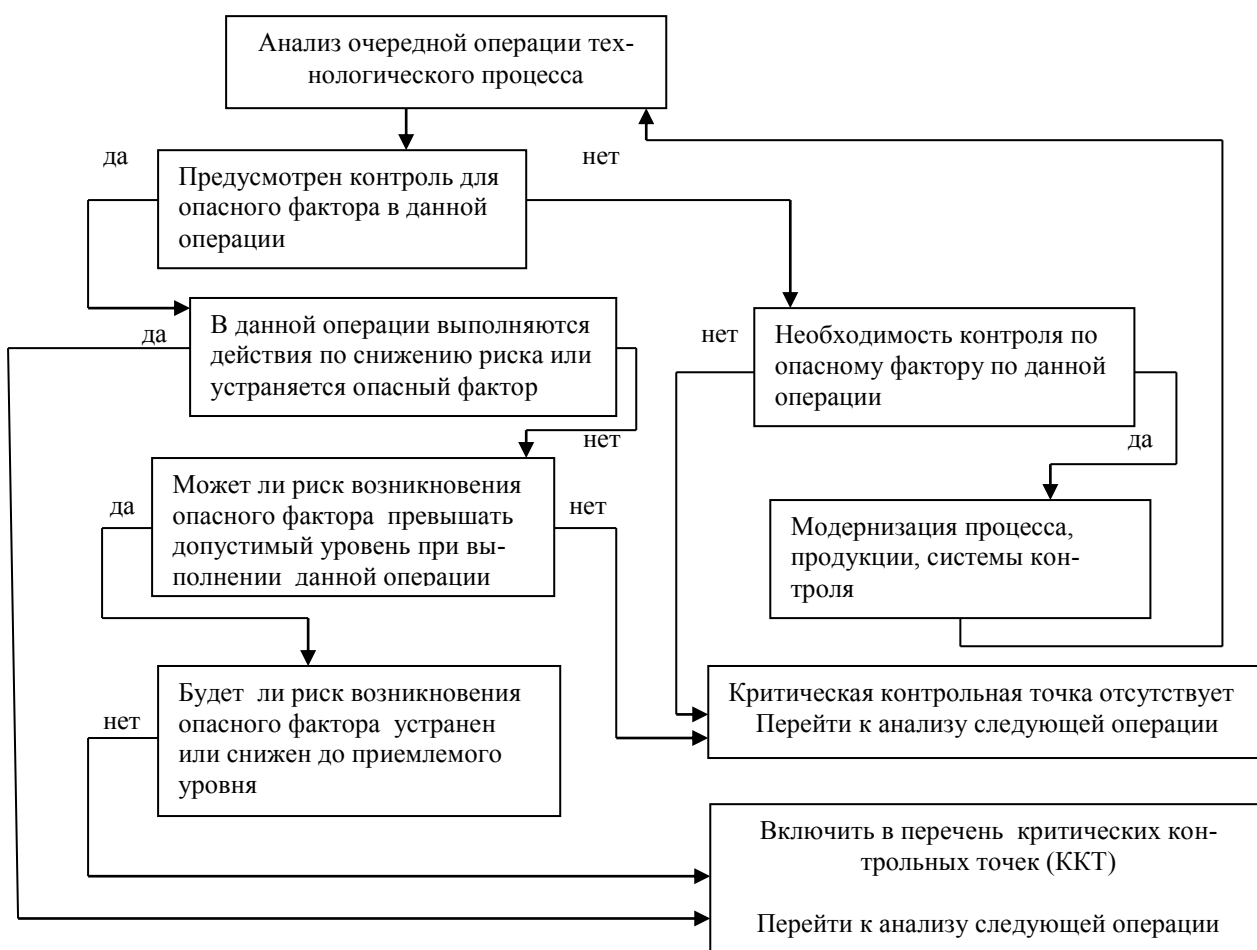 Анализ очередной операции тех-
нологического процесса
да
нет
Предусмотрен контроль для
опасного фактора в данной
операции
да
В данной операции выполняются
действия по снижению риска или
устраняется опасный фактор
нет
Необходимость контроля по
опасному фактору по данной
операции
нет
да
да
Может ли риск возникновения
опасного фактора превышать
допустимый уровень при вы-
полнении данной операции
нет
Модернизация процесса,
продукции, системы кон-
троля
нет
Будет ли риск возникновения
опасного фактора устранен
или снижен до приемлемого
уровня
Критическая контрольная точка отсутствует
Перейти к анализу следующей операции
Включить в перечень критических кон-
трольных точек (ККТ)
Перейти к анализу следующей операции